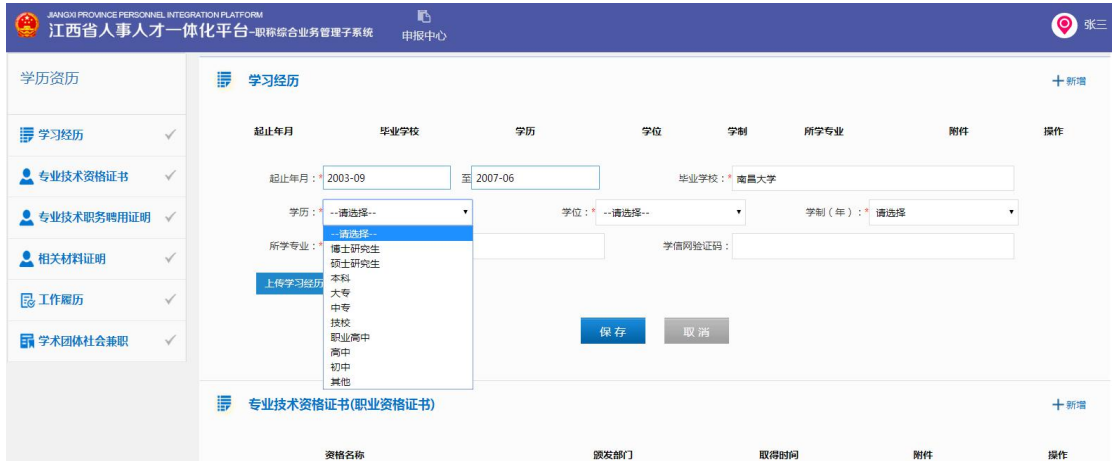 JIANGXI PROVINCE PERSONNEL INTEGRATION PLATFORM
江西省人事人才一体化平台-职称综合业务管理子系统
申报中心
张三
学历资历
学习经历
专业技术资格证书
专业技术职务聘用证明
相关材料证明
工作履历
学术团体社会兼职
学习经历 新增
起止年月 毕业学校 学历 学位 学制 所学专业 附件 操作
起止年月:* 2003-09 至 2007-06 毕业学校:* 南昌大学
学历:* --请选择-- 学位:* --请选择-- 学制(年):* 请选择
所学专业:* 学信网验证码:
--请选择--
博士研究生
硕士研究生
本科
大专
中专
技校
职业高中
高中
初中
其他
上传学习经历
保存 取消
专业技术资格证书(职业资格证书) 新增
资格名称 颁发部门 取得时间 附件 操作